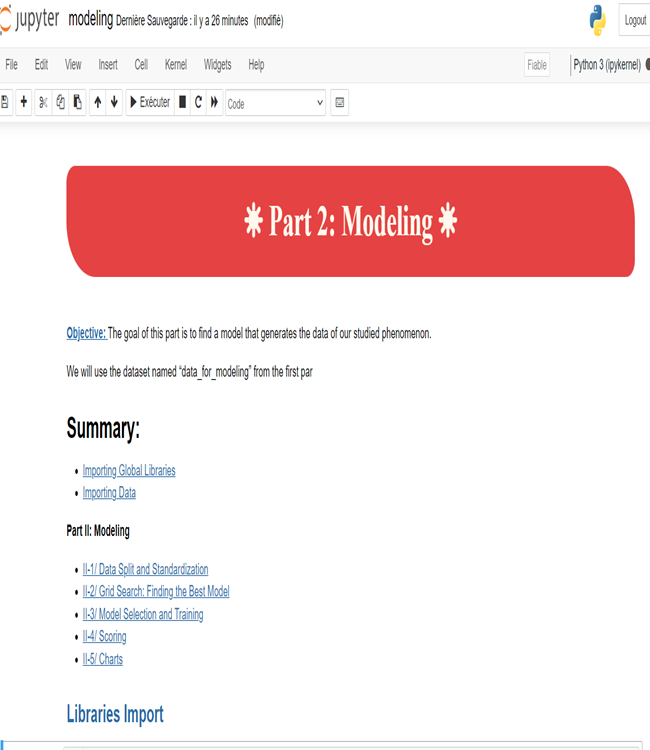 jupyter modeling Dernière Sauvegarde : il y a 26 minutes (modifié) Logout
File Edit View Insert Cell Kernel Widgets Help Fiable Python 3 (ipykernel)
Exécuter Code
Part 2: Modeling
Objective: The goal of this part is to find a model that generates the data of our studied phenomenon.
We will use the dataset named “data_for_modeling” from the first par
Summary:
Importing Global Libraries
Importing Data
Part II: Modeling
II-1/ Data Split and Standardization
II-2/ Grid Search: Finding the Best Model
II-3/ Model Selection and Training
II-4/ Scoring
II-5/ Charts
Libraries Import